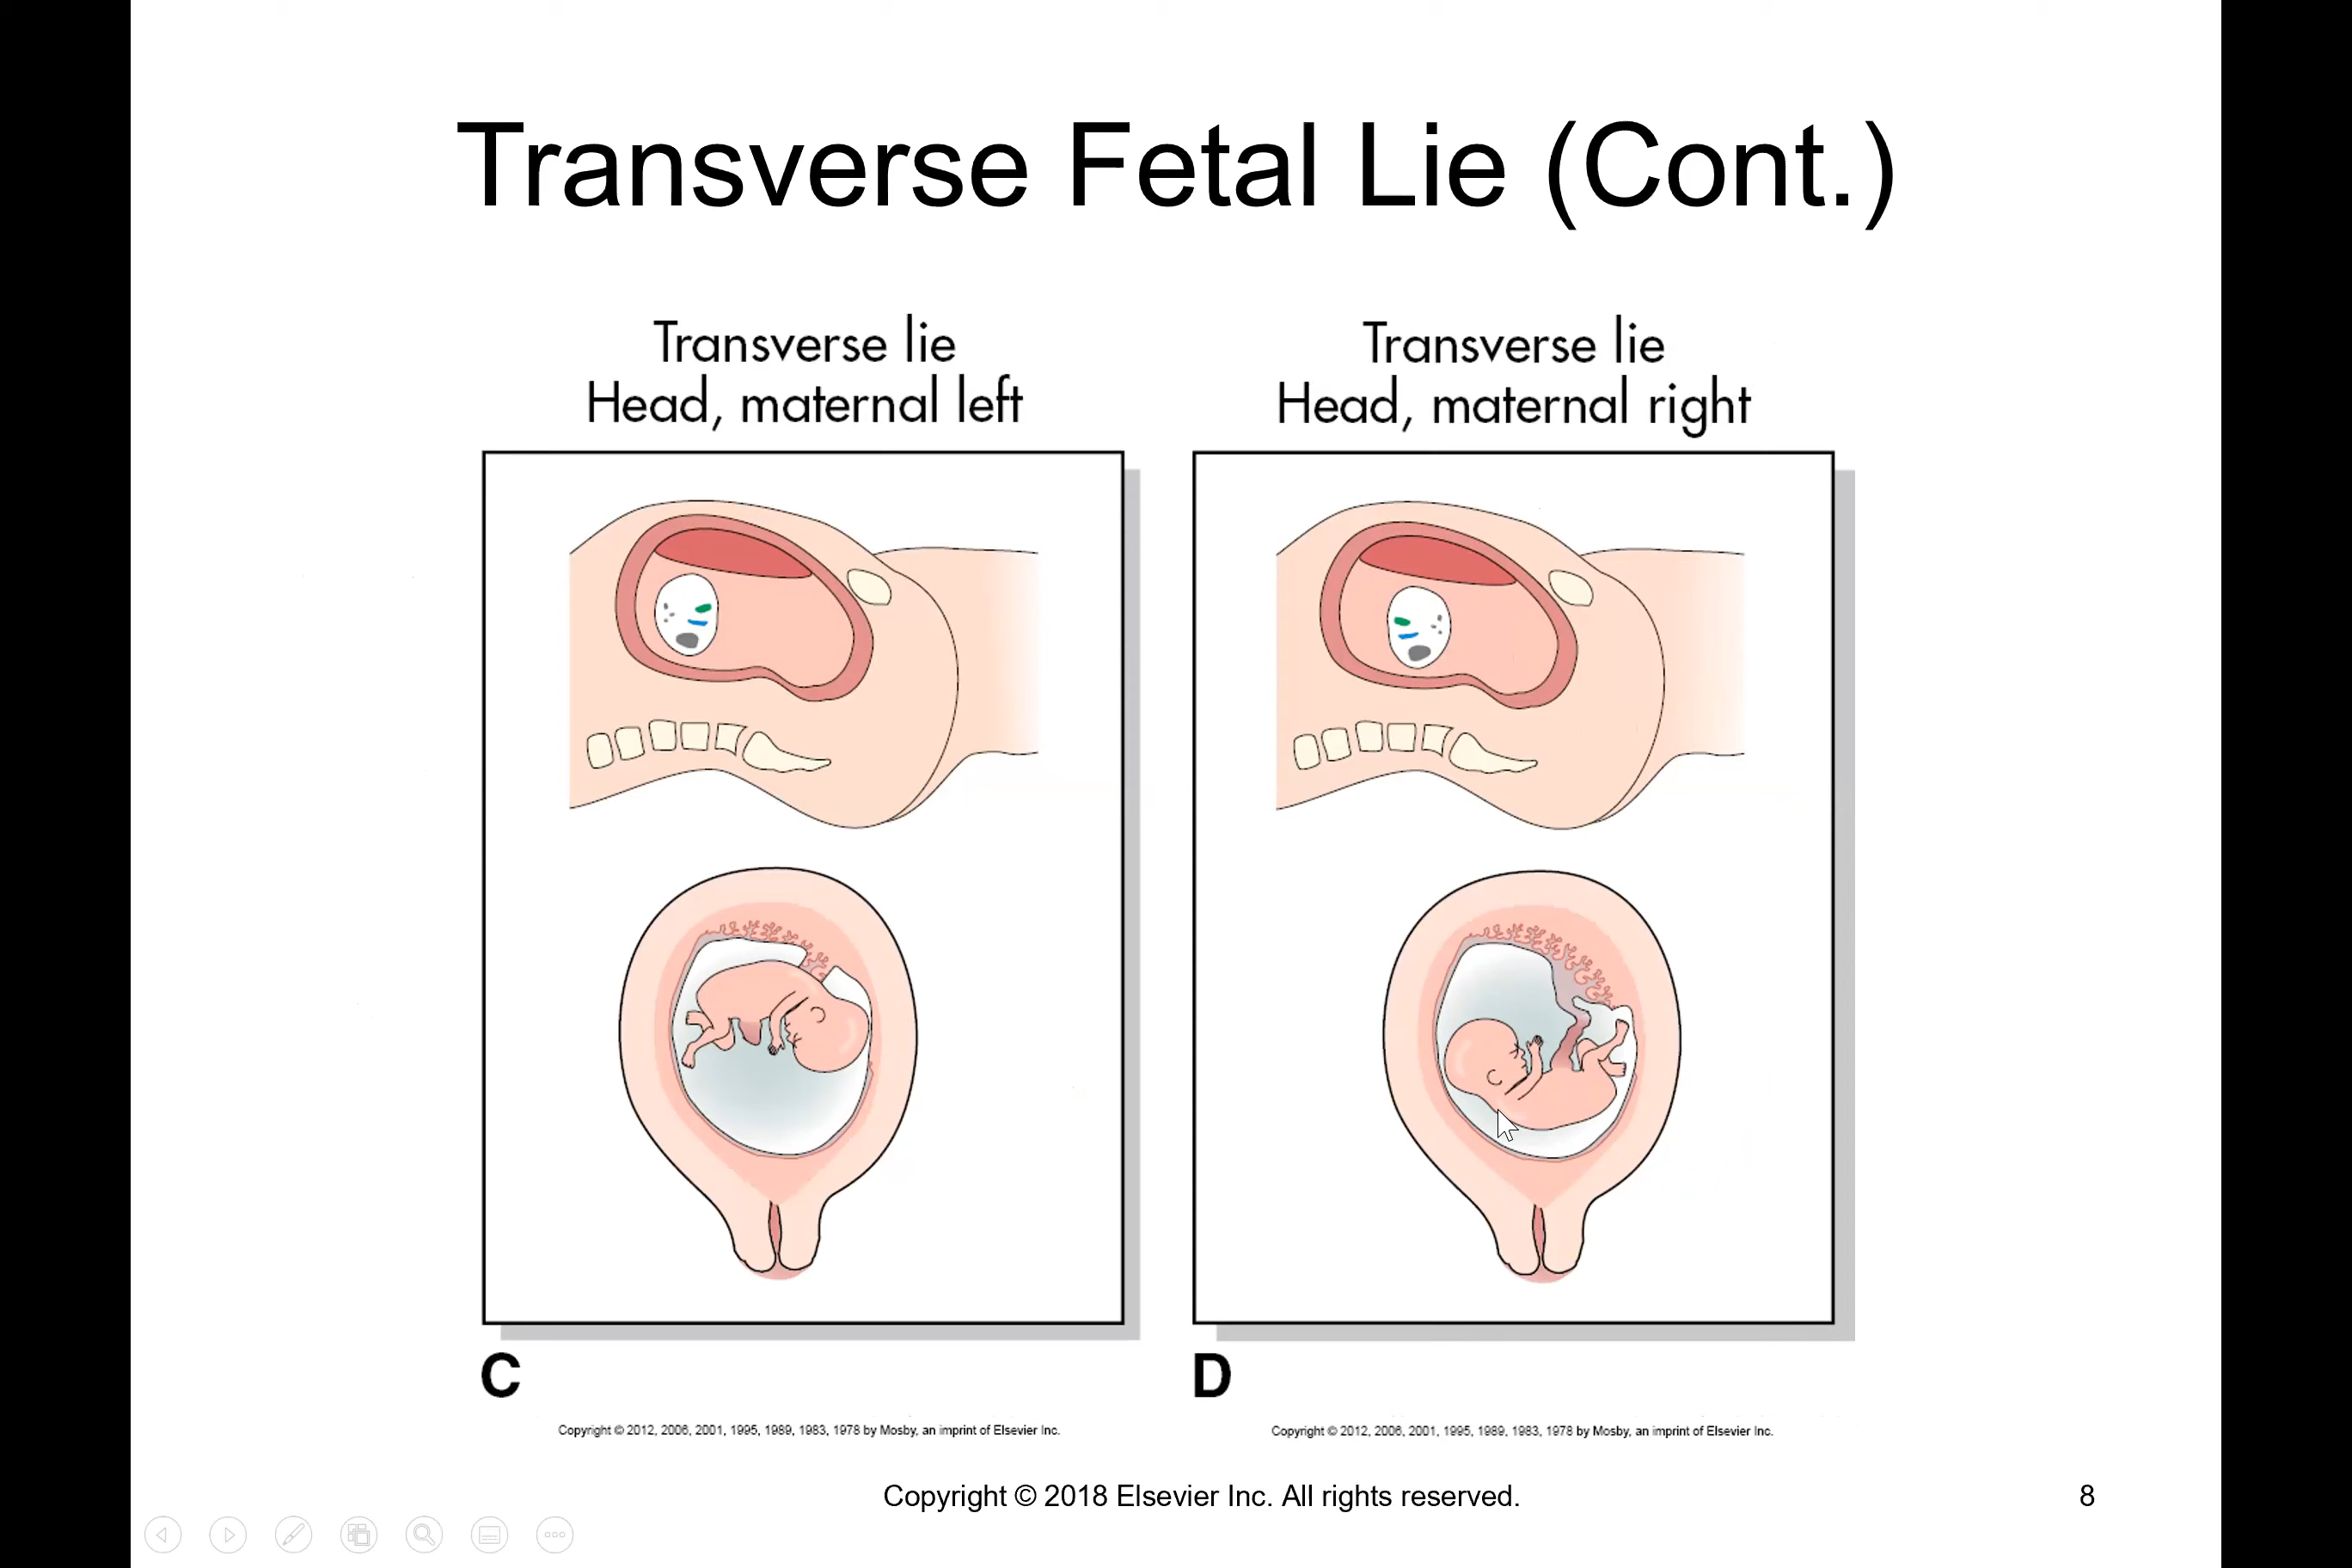 Transverse Fetal Lie (Cont.)
Transverse lie
Head, maternal left
Transverse lie
Head, maternal right
C
D
Copyright © 2012, 2006, 2001, 1995, 1989, 1983, 1978 by Mosby, an imprint of Elsevier Inc.
Copyright © 2012, 2006, 2001, 1995, 1989, 1983, 1978 by Mosby, an imprint of Elsevier Inc.
Copyright © 2018 Elsevier Inc. All rights reserved.
8